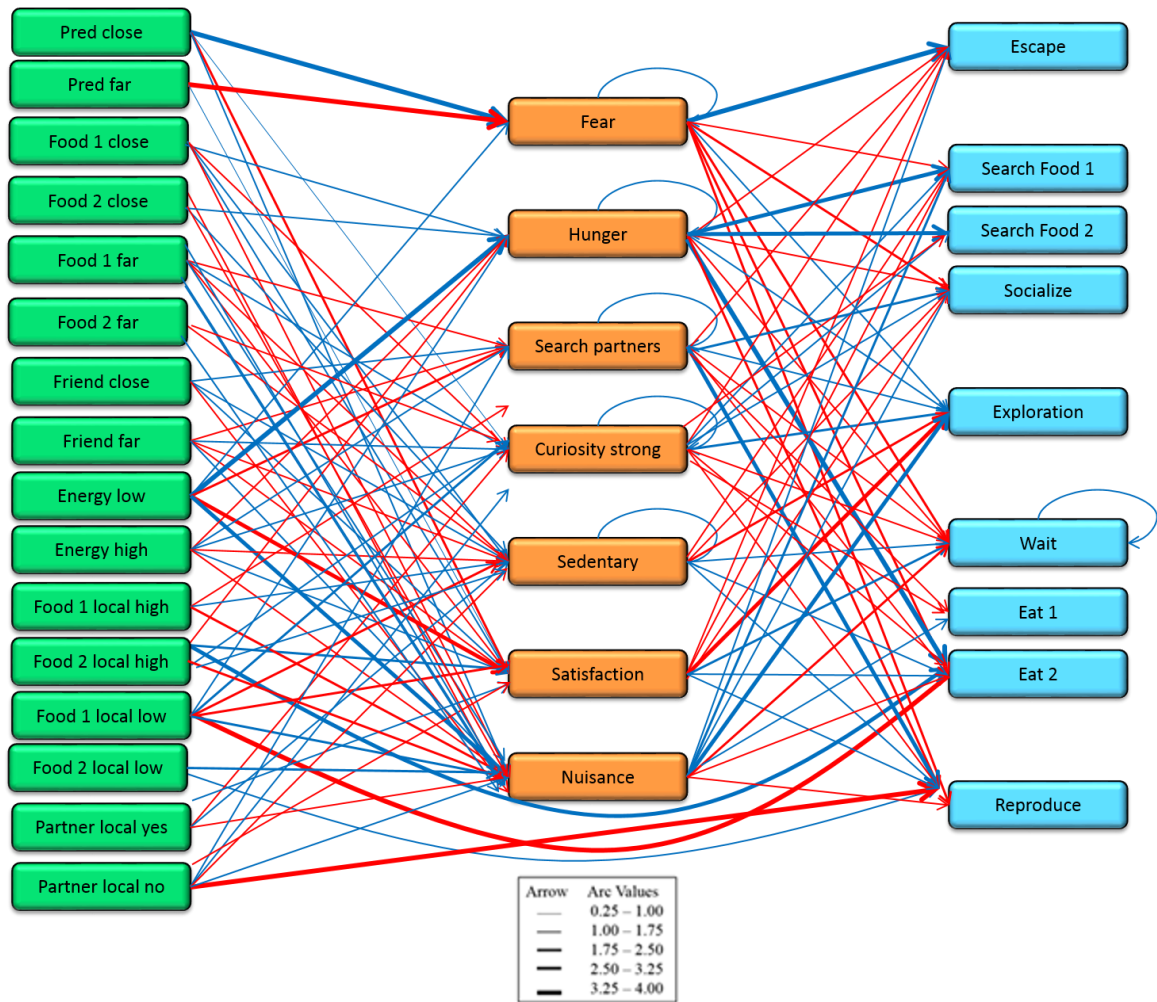 Pred close
Pred far
Food 1 close
Food 2 close
Food 1 far
Food 2 far
Friend close
Friend far
Energy low
Energy high
Food 1 local high
Food 2 local high
Food 1 local low
Food 2 local low
Partner local yes
Partner local no
Fear
Hunger
Search partners
Curiosity strong
Sedentary
Satisfaction
Nuisance
Escape
Search Food 1
Search Food 2
Socialize
Exploration
Wait
Eat 1
Eat 2
Reproduce
Arrow Arc Values
0.25 – 1.00
1.00 – 1.75
1.75 – 2.50
2.50 – 3.25
3.25 – 4.00